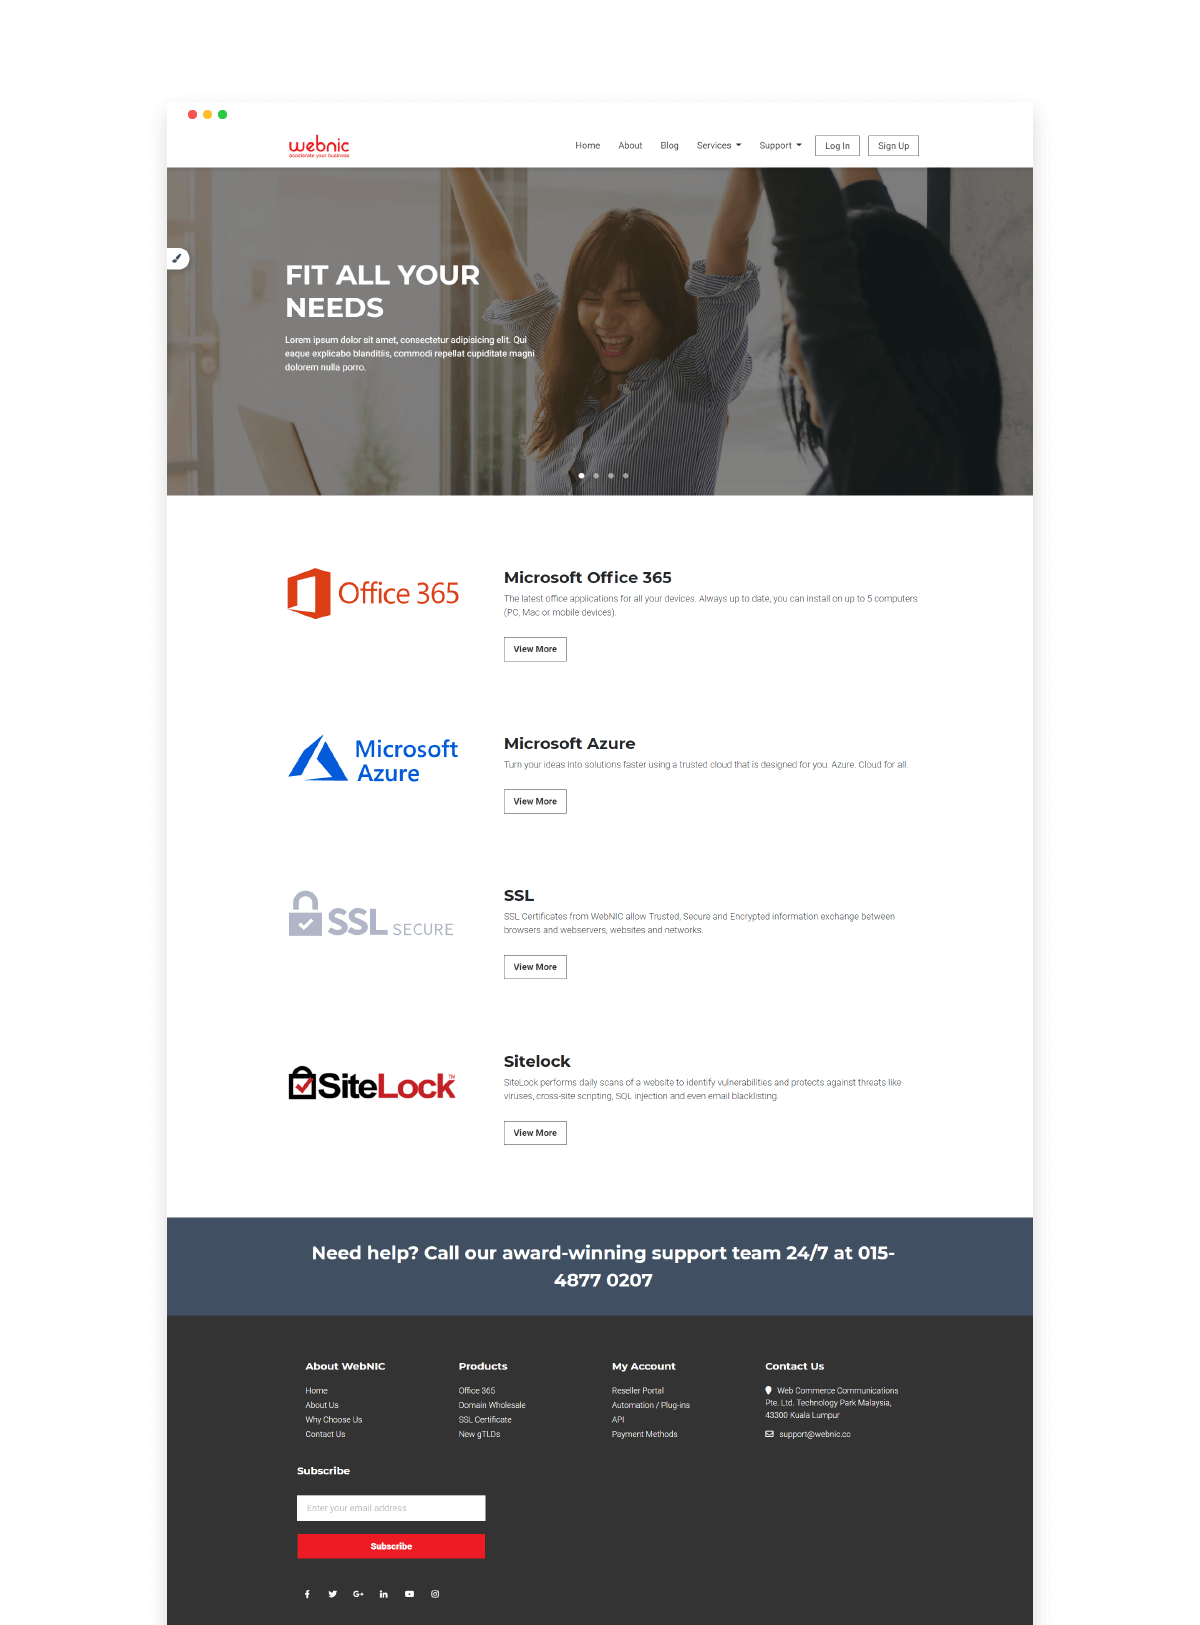 webnic
accelerate your business
Home
About
Blog
Services
Support
Log In
Sign Up
FIT ALL YOUR
NEEDS
Lorem ipsum dolor sit amet, consectetur adipisicing elit. Qui
eaque explicabo blanditiis, commodi repellat cupiditate magni
dolorem nulla porro.
Office 365
Microsoft Office 365
The latest office applications for all your devices. Always up to date, you can install on up to 5 computers
(PC, Mac or mobile devices).
View More
Microsoft
Azure
Microsoft Azure
Turn your ideas into solutions faster using a trusted cloud that is designed for you. Azure. Cloud for all.
View More
SSL SECURE
SSL
SSL Certificates from WebNIC allow Trusted, Secure and Encrypted information exchange between
browsers and webservers, websites and networks.
View More
SiteLock™
Sitelock
SiteLock performs daily scans of a website to identify vulnerabilities and protects against threats like
viruses, cross-site scripting, SQL injection and even email blacklisting.
View More
Need help? Call our award-winning support team 24/7 at 015-
4877 0207
About WebNIC
Home
About Us
Why Choose Us
Contact Us
Products
Office 365
Domain Wholesale
SSL Certificate
New gTLDs
My Account
Reseller Portal
Automation / Plug-ins
API
Payment Methods
Contact Us
Web Commerce Communications
Pte. Ltd. Technology Park Malaysia,
43300 Kuala Lumpur
support@webnic.cc
Subscribe
Enter your email address
Subscribe